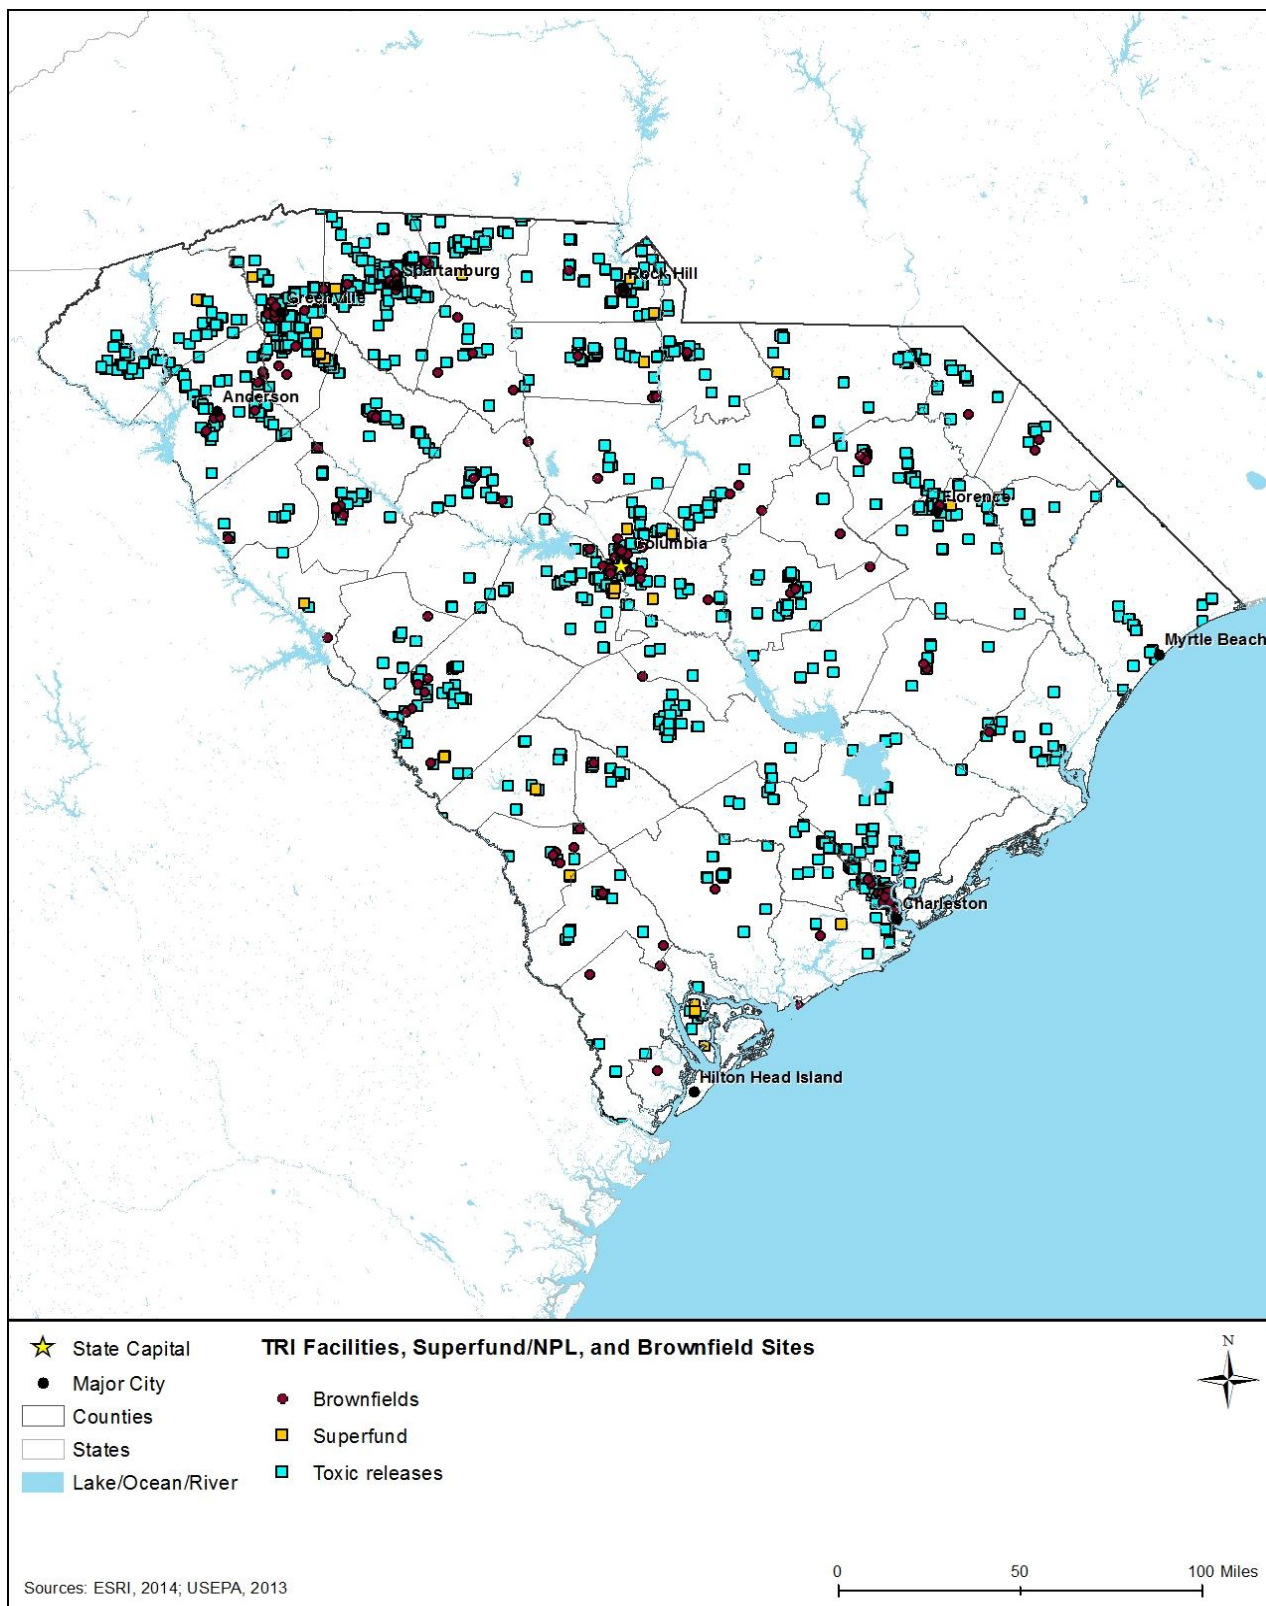 Spartanburg
Rock Hill
Greenville
Anderson
Florence
Columbia
Myrtle Beach
Charleston
Hilton Head Island
State Capital
Major City
Counties
States
Lake/Ocean/River
TRI Facilities, Superfund/NPL, and Brownfield Sites
Brownfields
Superfund
Toxic releases
N
Sources: ESRI, 2014; USEPA, 2013
0 50 100 Miles